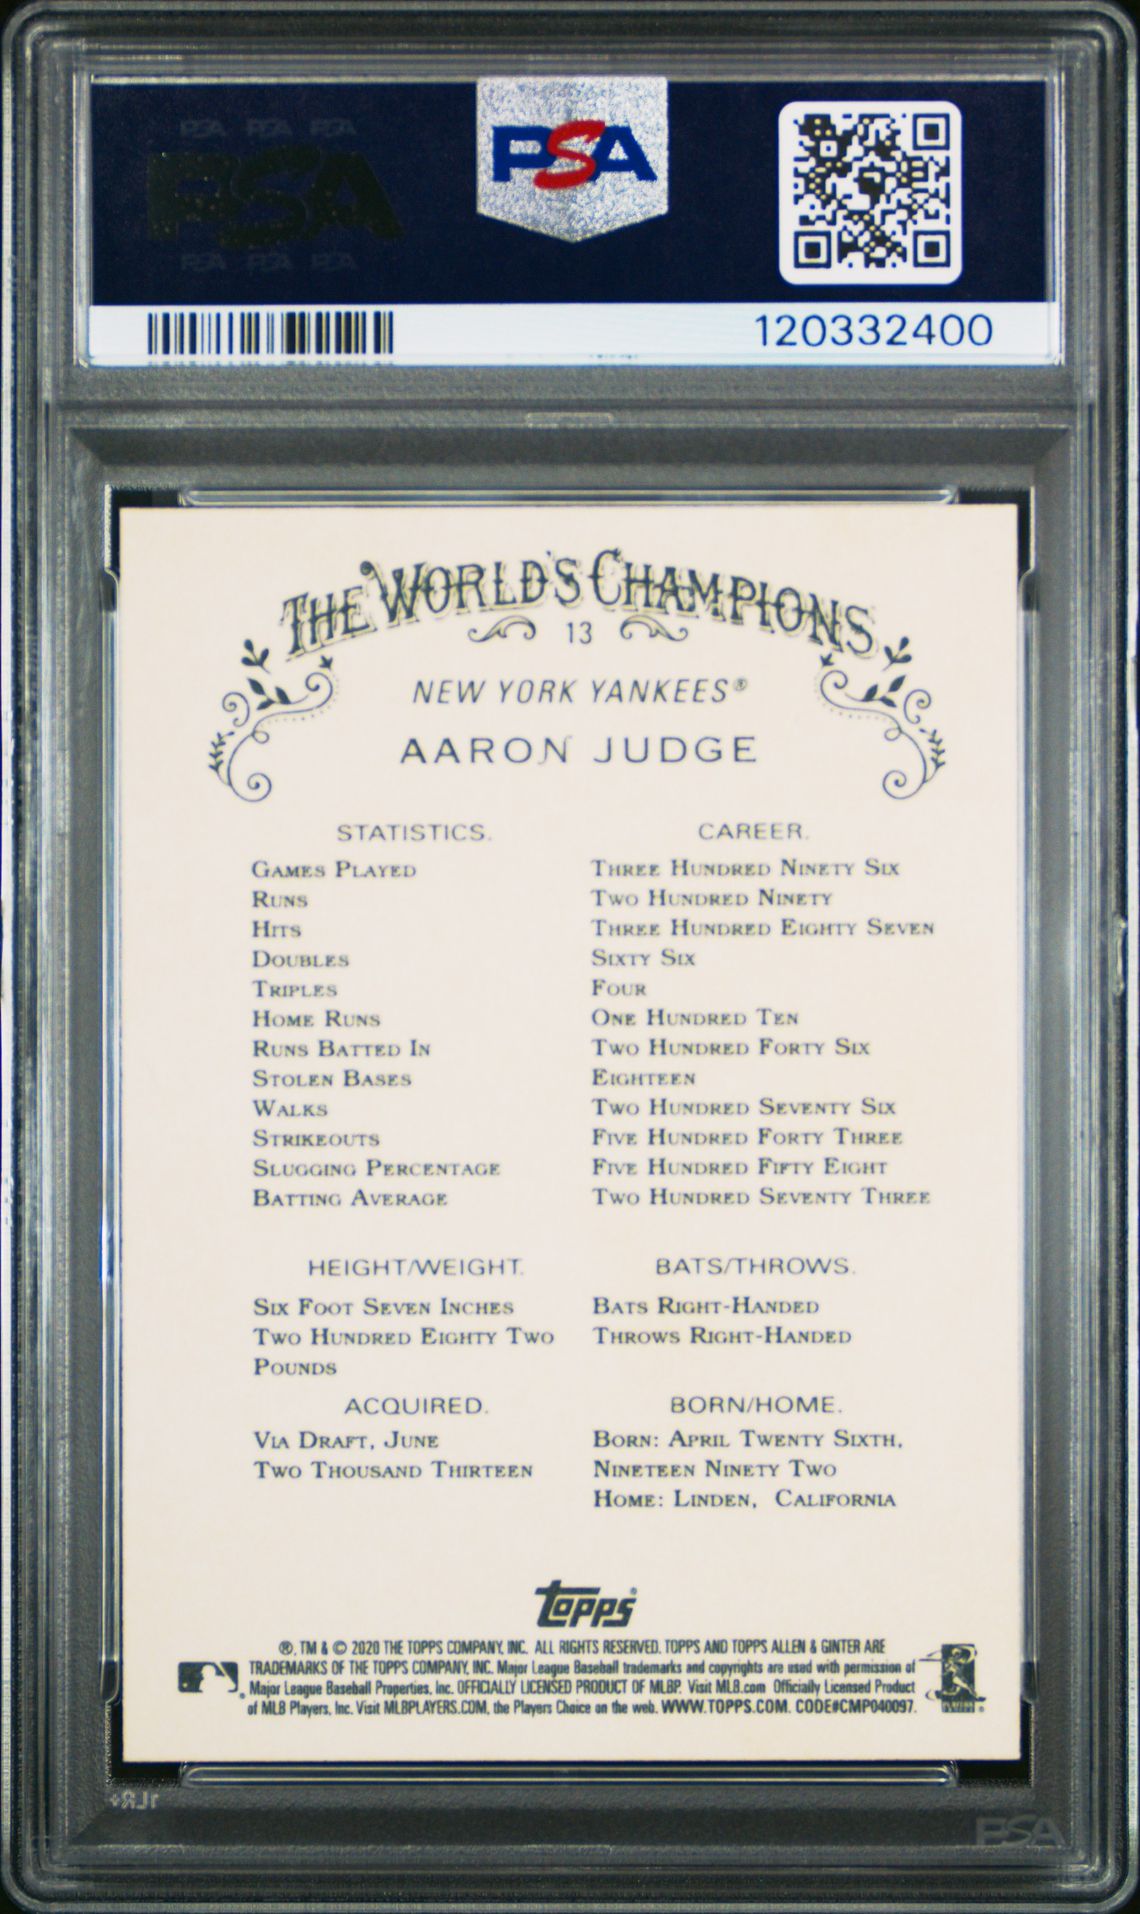 PSA PSA PSA
PSA
PSA PSA PSA
PSA
120332400
THE WORLD'S CHAMPIONS
13
NEW YORK YANKEES®
AARON JUDGE
STATISTICS. CAREER.
GAMES PLAYED THREE HUNDRED NINETY SIX
RUNS TWO HUNDRED NINETY
HITS THREE HUNDRED EIGHTY SEVEN
DOUBLES SIXTY SIX
TRIPLES FOUR
HOME RUNS ONE HUNDRED TEN
RUNS BATTED IN TWO HUNDRED FORTY SIX
STOLEN BASES EIGHTEEN
WALKS TWO HUNDRED SEVENTY SIX
STRIKEOUTS FIVE HUNDRED FORTY THREE
SLUGGING PERCENTAGE FIVE HUNDRED FIFTY EIGHT
BATTING AVERAGE TWO HUNDRED SEVENTY THREE
HEIGHT/WEIGHT.
SIX FOOT SEVEN INCHES
TWO HUNDRED EIGHTY TWO
POUNDS
BATS/THROWS.
BATS RIGHT-HANDED
THROWS RIGHT-HANDED
ACQUIRED.
VIA DRAFT, JUNE
TWO THOUSAND THIRTEEN
BORN/HOME.
BORN: APRIL TWENTY SIXTH,
NINETEEN NINETY TWO
HOME: LINDEN, CALIFORNIA
topps®
®, TM & © 2020 THE TOPPS COMPANY, INC. ALL RIGHTS RESERVED. TOPPS AND TOPPS ALLEN & GINTER ARE
TRADEMARKS OF THE TOPPS COMPANY, INC. Major League Baseball trademarks and copyrights are used with permission of
Major League Baseball Properties, Inc. OFFICIALLY LICENSED PRODUCT OF MLBP. Visit MLB.com Officially Licensed Product
of MLB Players, Inc. Visit MLBPLAYERS.COM, the Players Choice on the web. WWW.TOPPS.COM. CODE#CMP040097.
1LR+
PSA